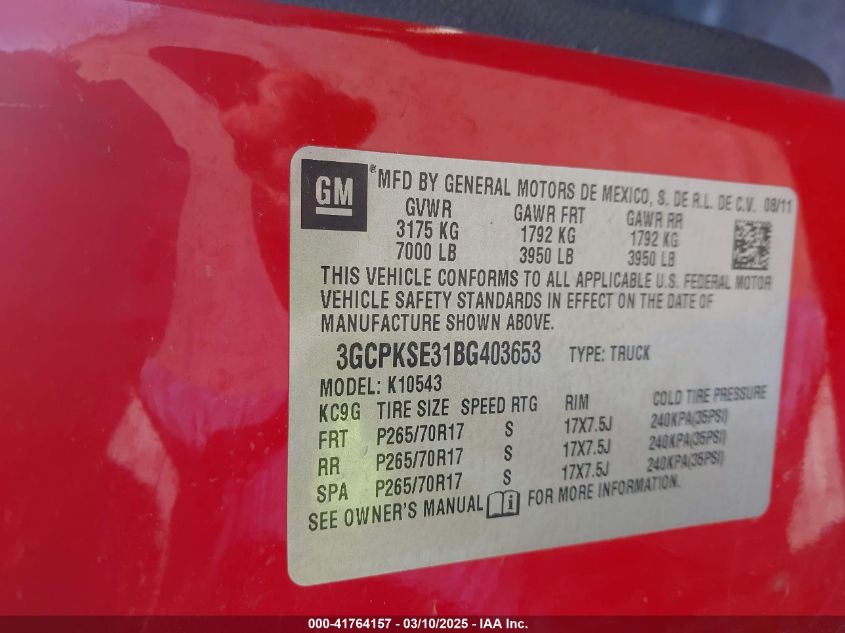 GM ® MFD BY GENERAL MOTORS DE MEXICO, S. DE R.L. DE C.V. 08/11
GVWR GAWR FRT GAWR RR
3175 KG 1792 KG 1792 KG
7000 LB 3950 LB 3950 LB
THIS VEHICLE CONFORMS TO ALL APPLICABLE U.S. FEDERAL MOTOR
VEHICLE SAFETY STANDARDS IN EFFECT ON THE DATE OF
MANUFACTURE SHOWN ABOVE.
3GCPKSE31BG403653 TYPE: TRUCK
MODEL: K10543
KC9G TIRE SIZE SPEED RTG RIM COLD TIRE PRESSURE
FRT P265/70R17 S 17X7.5J 240KPA(35PSI)
RR P265/70R17 S 17X7.5J 240KPA(35PSI)
SPA P265/70R17 S 17X7.5J 240KPA(35PSI)
SEE OWNER'S MANUAL i FOR MORE INFORMATION.
000-41764157 — 03/10/2025 — IAA Inc.